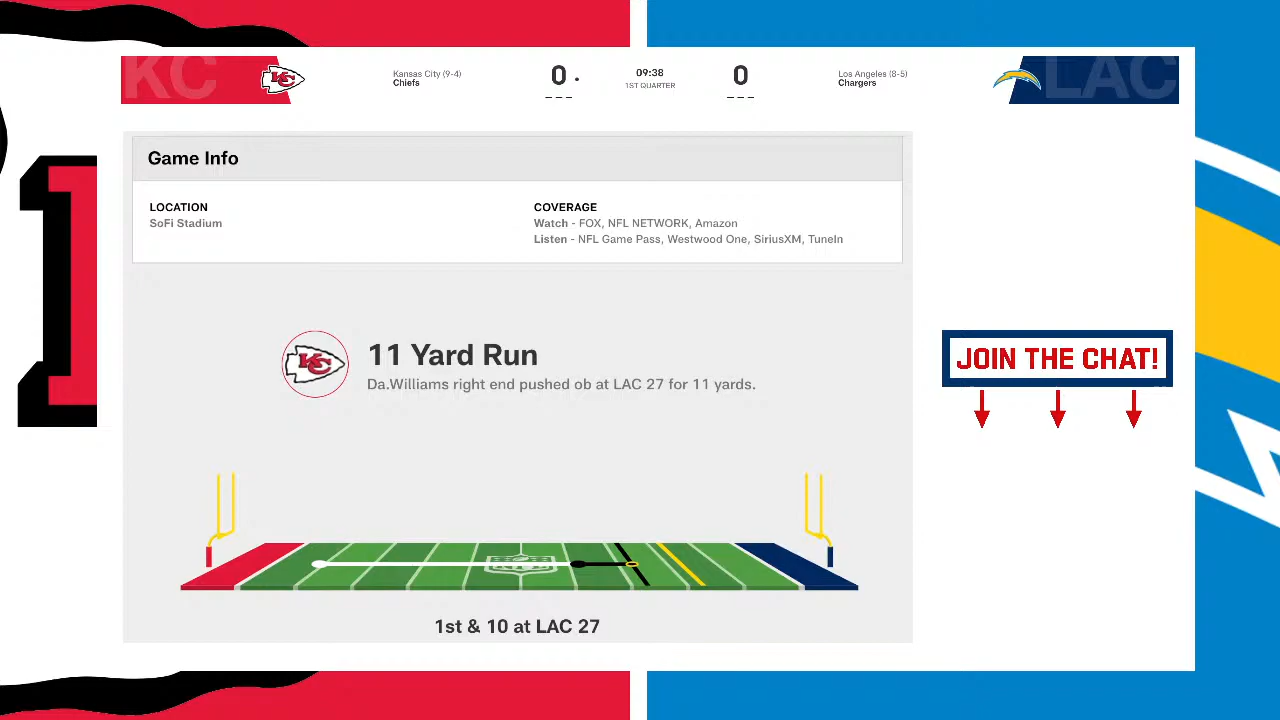 KC
KC
Kansas City (9-4)
Chiefs
0
09:38
1ST QUARTER
0
Los Angeles (8-5)
Chargers
LAC
Game Info
LOCATION
SoFi Stadium
COVERAGE
Watch - FOX, NFL NETWORK, Amazon
Listen - NFL Game Pass, Westwood One, SiriusXM, TuneIn
KC
11 Yard Run
Da.Williams right end pushed ob at LAC 27 for 11 yards.
JOIN THE CHAT!
NFL
1st & 10 at LAC 27